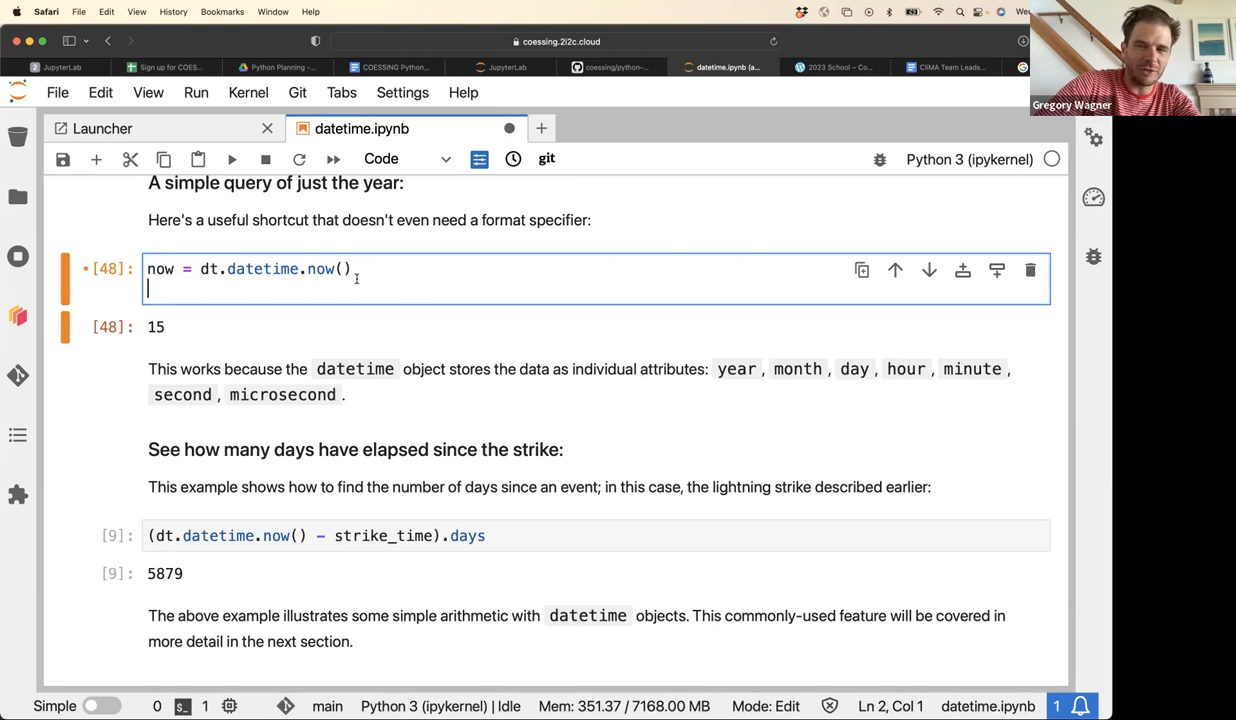 Safari File Edit View History Bookmarks Window Help
coessing.2i2c.cloud
JupyterLab Sign up for COES... Python Planning -... COESSING Python... JupyterLab coessing/python-... datetime.ipynb (a... 2023 School – Co... CliMA Team Leads...
Gregory Wagner
File Edit View Run Kernel Git Tabs Settings Help
Launcher datetime.ipynb
Code git Python 3 (ipykernel)
A simple query of just the year:
Here's a useful shortcut that doesn't even need a format specifier:
[48]: now = dt.datetime.now()
[48]: 15
This works because the datetime object stores the data as individual attributes: year, month, day, hour, minute,
second, microsecond.
See how many days have elapsed since the strike:
This example shows how to find the number of days since an event; in this case, the lightning strike described earlier:
[9]: (dt.datetime.now() - strike_time).days
[9]: 5879
The above example illustrates some simple arithmetic with datetime objects. This commonly-used feature will be covered in
more detail in the next section.
Simple 0 1 main Python 3 (ipykernel) | Idle Mem: 351.37 / 7168.00 MB Mode: Edit Ln 2, Col 1 datetime.ipynb 1